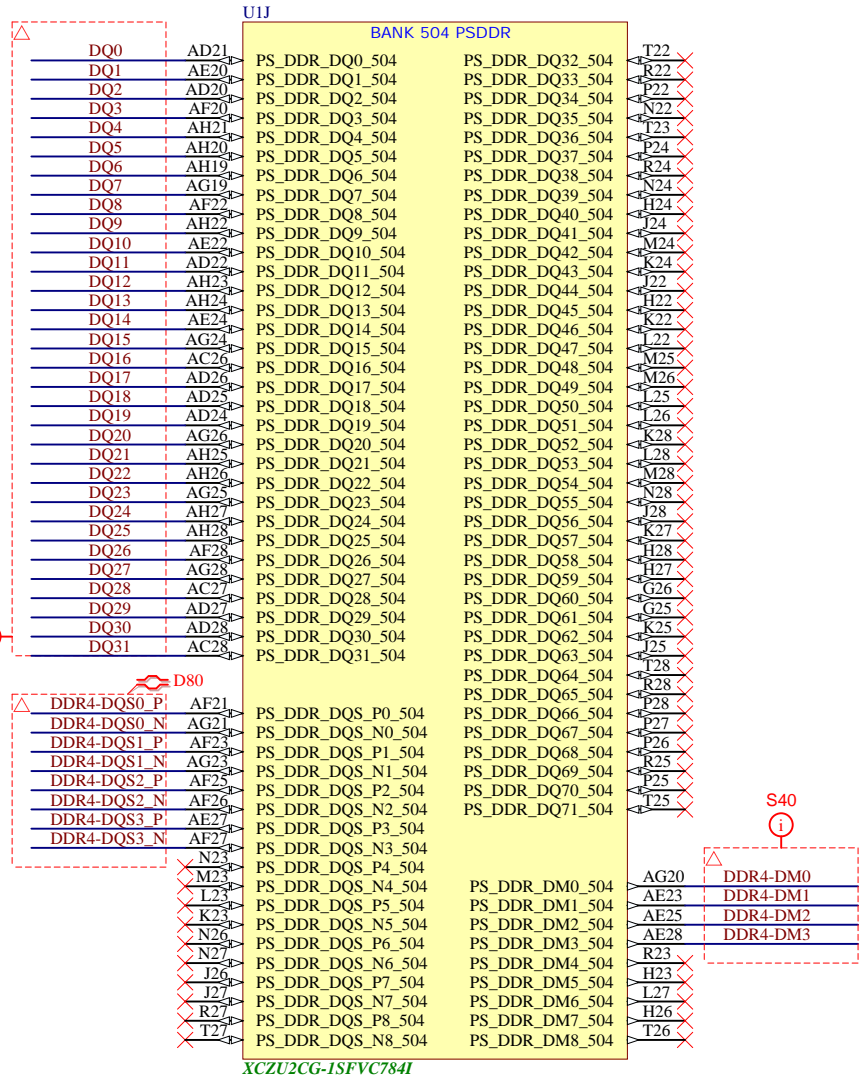 U1J
BANK 504 PSDDR
DQ0 AD21 PS_DDR_DQ0_504 PS_DDR_DQ32_504 T22
DQ1 AE20 PS_DDR_DQ1_504 PS_DDR_DQ33_504 R22
DQ2 AD20 PS_DDR_DQ2_504 PS_DDR_DQ34_504 P22
DQ3 AF20 PS_DDR_DQ3_504 PS_DDR_DQ35_504 N22
DQ4 AH21 PS_DDR_DQ4_504 PS_DDR_DQ36_504 T23
DQ5 AH20 PS_DDR_DQ5_504 PS_DDR_DQ37_504 P24
DQ6 AH19 PS_DDR_DQ6_504 PS_DDR_DQ38_504 R24
DQ7 AG19 PS_DDR_DQ7_504 PS_DDR_DQ39_504 N24
DQ8 AF22 PS_DDR_DQ8_504 PS_DDR_DQ40_504 H24
DQ9 AH22 PS_DDR_DQ9_504 PS_DDR_DQ41_504 J24
DQ10 AE22 PS_DDR_DQ10_504 PS_DDR_DQ42_504 M24
DQ11 AD22 PS_DDR_DQ11_504 PS_DDR_DQ43_504 K24
DQ12 AH23 PS_DDR_DQ12_504 PS_DDR_DQ44_504 J22
DQ13 AH24 PS_DDR_DQ13_504 PS_DDR_DQ45_504 H22
DQ14 AE24 PS_DDR_DQ14_504 PS_DDR_DQ46_504 K22
DQ15 AG24 PS_DDR_DQ15_504 PS_DDR_DQ47_504 L22
DQ16 AC26 PS_DDR_DQ16_504 PS_DDR_DQ48_504 M25
DQ17 AD26 PS_DDR_DQ17_504 PS_DDR_DQ49_504 M26
DQ18 AD25 PS_DDR_DQ18_504 PS_DDR_DQ50_504 L25
DQ19 AD24 PS_DDR_DQ19_504 PS_DDR_DQ51_504 L26
DQ20 AG26 PS_DDR_DQ20_504 PS_DDR_DQ52_504 K28
DQ21 AH25 PS_DDR_DQ21_504 PS_DDR_DQ53_504 L28
DQ22 AH26 PS_DDR_DQ22_504 PS_DDR_DQ54_504 M28
DQ23 AG25 PS_DDR_DQ23_504 PS_DDR_DQ55_504 N28
DQ24 AH27 PS_DDR_DQ24_504 PS_DDR_DQ56_504 J28
DQ25 AH28 PS_DDR_DQ25_504 PS_DDR_DQ57_504 K27
DQ26 AF28 PS_DDR_DQ26_504 PS_DDR_DQ58_504 H28
DQ27 AG28 PS_DDR_DQ27_504 PS_DDR_DQ59_504 H27
DQ28 AC27 PS_DDR_DQ28_504 PS_DDR_DQ60_504 G26
DQ29 AD27 PS_DDR_DQ29_504 PS_DDR_DQ61_504 G25
DQ30 AD28 PS_DDR_DQ30_504 PS_DDR_DQ62_504 K25
DQ31 AC28 PS_DDR_DQ31_504 PS_DDR_DQ63_504 J25
PS_DDR_DQ64_504 T28
D80 PS_DDR_DQ65_504 R28
DDR4-DQS0_P AF21 PS_DDR_DQS_P0_504 PS_DDR_DQ66_504 P28
DDR4-DQS0_N AG21 PS_DDR_DQS_N0_504 PS_DDR_DQ67_504 P27
DDR4-DQS1_P AF23 PS_DDR_DQS_P1_504 PS_DDR_DQ68_504 P26
DDR4-DQS1_N AG23 PS_DDR_DQS_N1_504 PS_DDR_DQ69_504 R25
DDR4-DQS2_P AF25 PS_DDR_DQS_P2_504 PS_DDR_DQ70_504 P25
DDR4-DQS2_N AF26 PS_DDR_DQS_N2_504 PS_DDR_DQ71_504 T25
DDR4-DQS3_P AE27 PS_DDR_DQS_P3_504 S40
DDR4-DQS3_N AF27 PS_DDR_DQS_N3_504 i
N23 PS_DDR_DQS_P4_504
M23 PS_DDR_DQS_N4_504 PS_DDR_DM0_504 AG20 DDR4-DM0
L23 PS_DDR_DQS_P5_504 PS_DDR_DM1_504 AE23 DDR4-DM1
K23 PS_DDR_DQS_N5_504 PS_DDR_DM2_504 AE25 DDR4-DM2
N26 PS_DDR_DQS_P6_504 PS_DDR_DM3_504 AE28 DDR4-DM3
N27 PS_DDR_DQS_N6_504 PS_DDR_DM4_504 R23
J26 PS_DDR_DQS_P7_504 PS_DDR_DM5_504 H23
J27 PS_DDR_DQS_N7_504 PS_DDR_DM6_504 L27
R27 PS_DDR_DQS_P8_504 PS_DDR_DM7_504 H26
T27 PS_DDR_DQS_N8_504 PS_DDR_DM8_504 T26
XCZU2CG-1SFVC784I